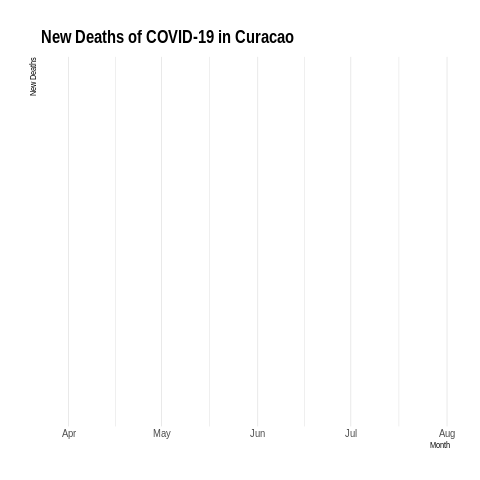 New Deaths of COVID-19 in Curacao
New Deaths
Apr May Jun Jul Aug
Month